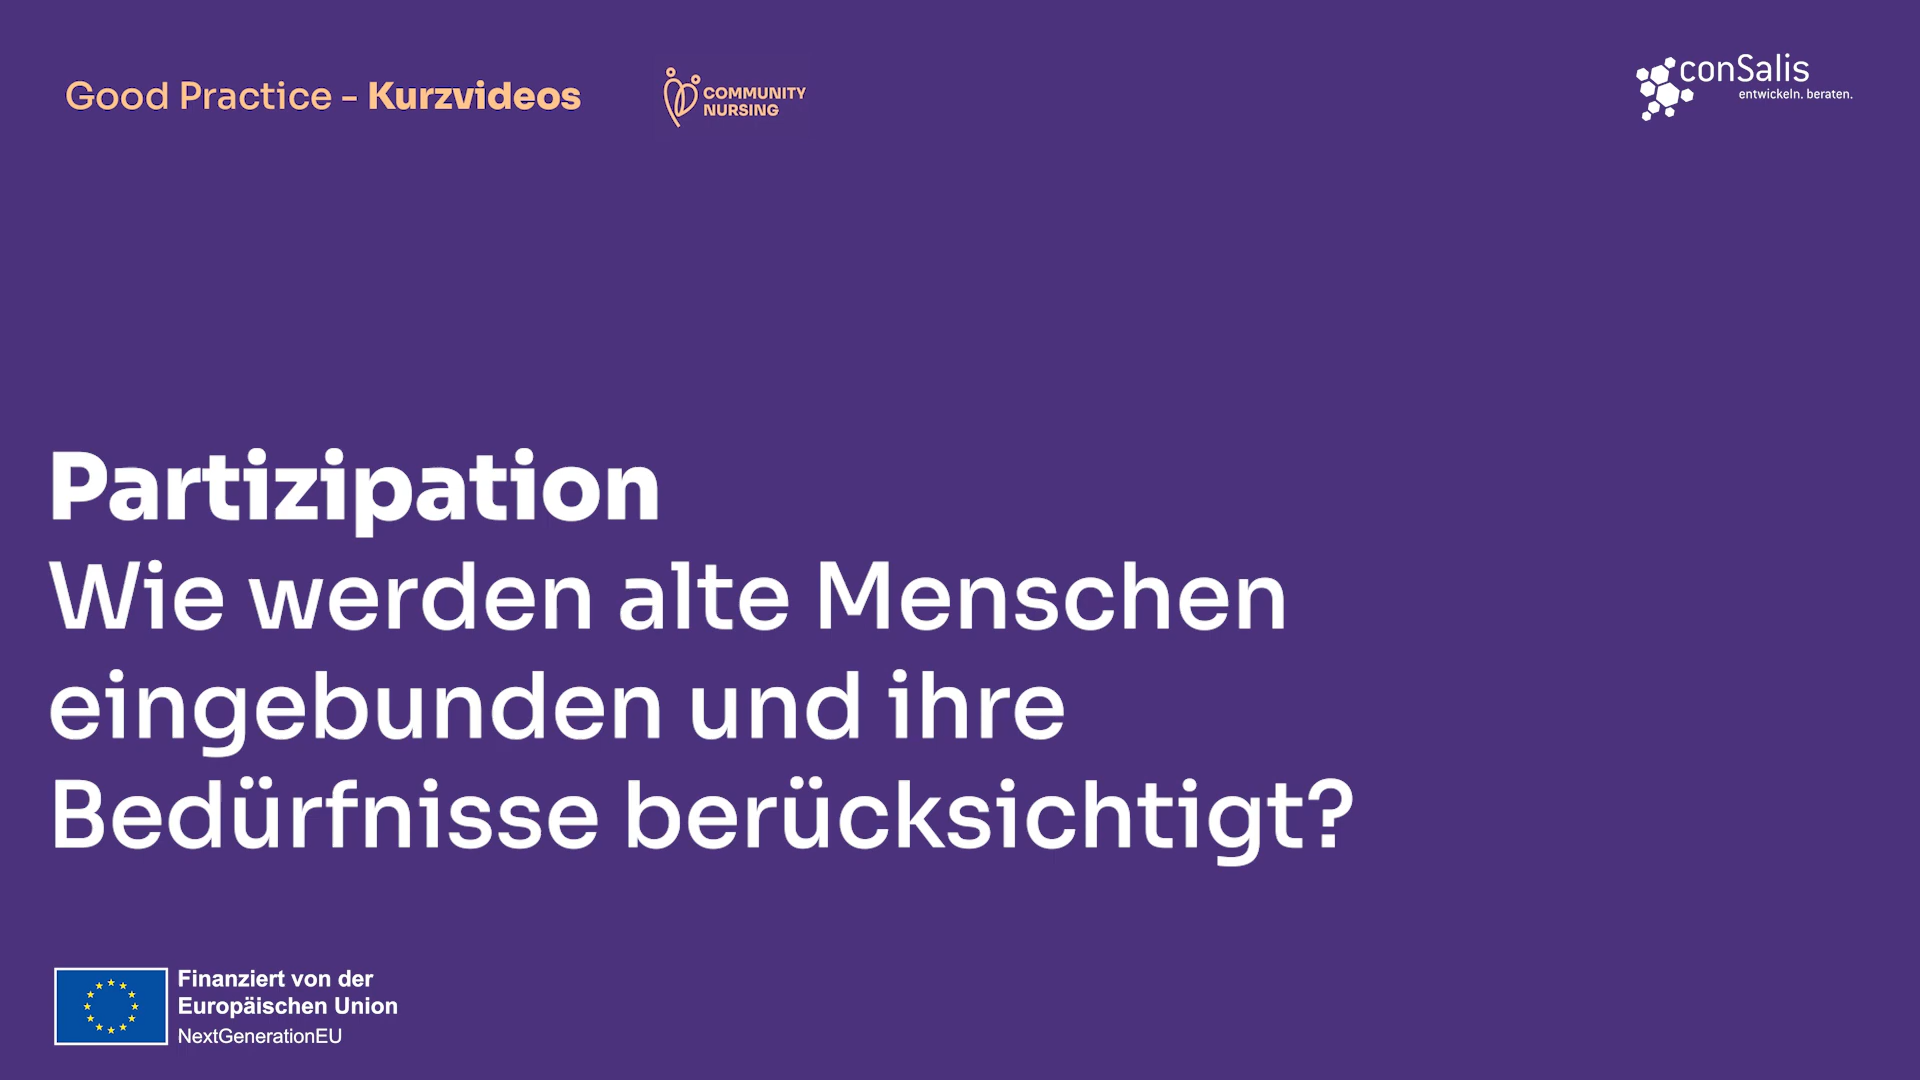 Good Practice - Kurzvideos
COMMUNITY
NURSING
conSalis
entwickeln. beraten.
Partizipation
Wie werden alte Menschen
eingebunden und ihre
Bedürfnisse berücksichtigt?
Finanziert von der
Europäischen Union
NextGenerationEU